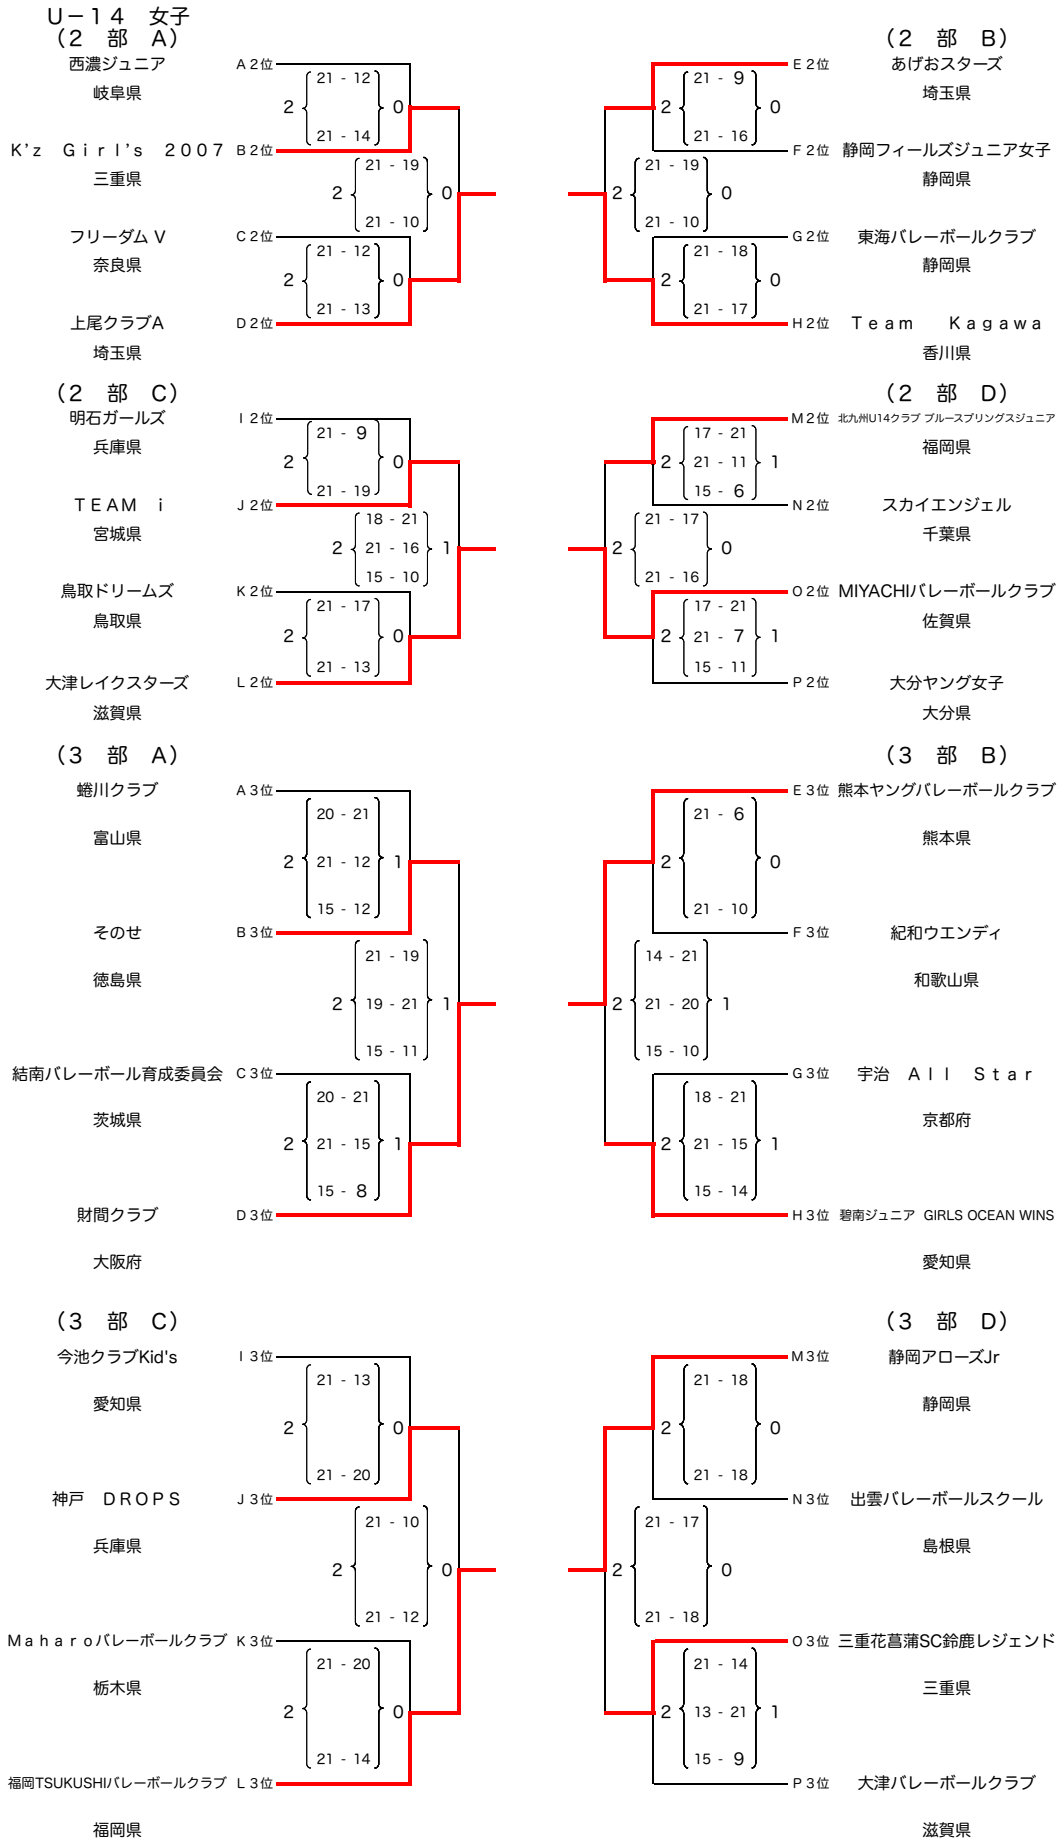 U－１４　女子
（２　部　A）
西濃ジュニア A２位
岐阜県
21 - 12
2 0
21 - 14
K’z　Ｇｉｒｌ’ｓ　２００７ B２位
三重県
21 - 19
2 0
21 - 10
フリーダム V C２位
奈良県
21 - 12
2 0
21 - 13
上尾クラブA D２位
埼玉県
（２　部　B）
E２位 あげおスターズ
埼玉県
21 - 9
2 0
21 - 16
F２位 静岡フィールズジュニア女子
静岡県
21 - 19
2 0
21 - 10
G２位 東海バレーボールクラブ
静岡県
21 - 18
2 0
21 - 17
H２位 Ｔｅａｍ　Ｋａｇａｗａ
香川県
（２　部　C）
明石ガールズ I２位
兵庫県
21 - 9
2 0
21 - 19
ＴＥＡＭ　ｉ J２位
宮城県
18 - 21
2 21 - 16 1
15 - 10
鳥取ドリームズ K２位
鳥取県
21 - 17
2 0
21 - 13
大津レイクスターズ L２位
滋賀県
（２　部　D）
M２位 北九州U14クラブ ブルースプリングスジュニア
福岡県
17 - 21
2 21 - 11 1
15 - 6
N２位 スカイエンジェル
千葉県
21 - 17
2 0
21 - 16
O２位 MIYACHIバレーボールクラブ
佐賀県
17 - 21
2 21 - 7 1
15 - 11
P２位 大分ヤング女子
大分県
（３　部　A）
蜷川クラブ A３位
富山県
20 - 21
2 21 - 12 1
15 - 12
そのせ B３位
徳島県
21 - 19
2 19 - 21 1
15 - 11
結南バレーボール育成委員会 C３位
茨城県
20 - 21
2 21 - 15 1
15 - 8
財間クラブ D３位
大阪府
（３　部　B）
E３位 熊本ヤングバレーボールクラブ
熊本県
21 - 6
2 0
21 - 10
F３位 紀和ウエンディ
和歌山県
14 - 21
2 21 - 20 1
15 - 10
G３位 宇治　Ａｌｌ　Ｓｔａｒ
京都府
18 - 21
2 21 - 15 1
15 - 14
H３位 碧南ジュニア GIRLS OCEAN WINS
愛知県
（３　部　C）
今池クラブKid's I３位
愛知県
21 - 13
2 0
21 - 20
神戸　ＤＲＯＰＳ J３位
兵庫県
21 - 10
2 0
21 - 12
Ｍａｈａｒｏバレーボールクラブ K３位
栃木県
21 - 20
2 0
21 - 14
福岡TSUKUSHIバレーボールクラブ L３位
福岡県
（３　部　D）
M３位 静岡アローズJr
静岡県
21 - 18
2 0
21 - 18
N３位 出雲バレーボールスクール
島根県
21 - 17
2 0
21 - 18
O３位 三重花菖蒲SC鈴鹿レジェンド
三重県
21 - 14
2 13 - 21 1
15 - 9
P３位 大津バレーボールクラブ
滋賀県